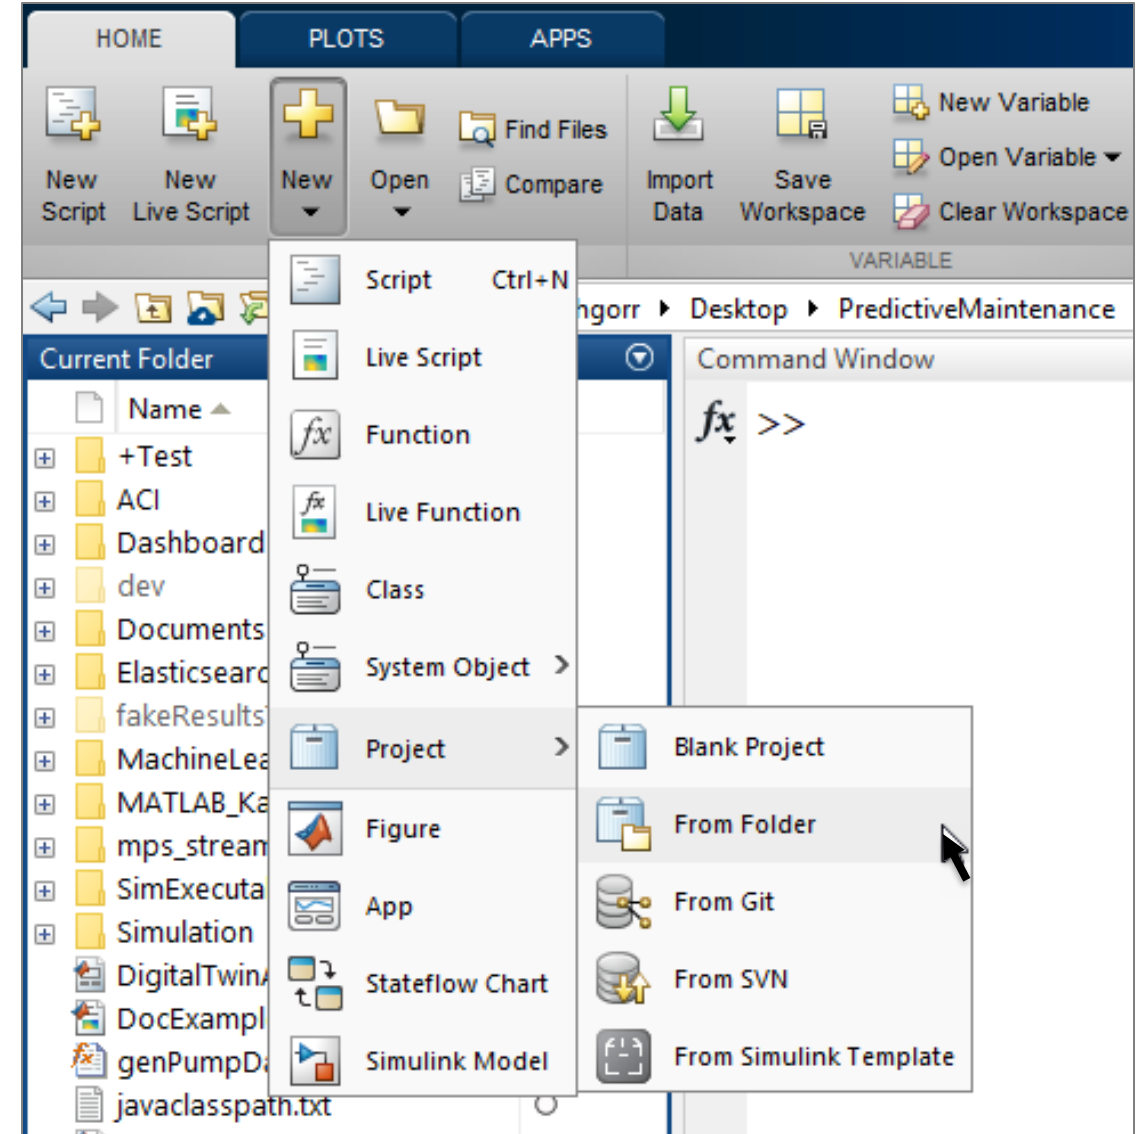 HOME PLOTS APPS
New Script
New Live Script
New
Open
Find Files
Compare
Import Data
Save Workspace
New Variable
Open Variable
Clear Workspace
VARIABLE
hgorr Desktop PredictiveMaintenance
Current Folder
Name
+Test
ACI
Dashboard
dev
Documents
Elasticsearc
fakeResults
MachineLea
MATLAB_Ka
mps_stream
SimExecuta
Simulation
DigitalTwin
DocExampl
genPumpDa
javaclasspath.txt
Script Ctrl+N
Live Script
Function
Live Function
Class
System Object
Project
Figure
App
Stateflow Chart
Simulink Model
Blank Project
From Folder
From Git
From SVN
From Simulink Template
Command Window
fx >>